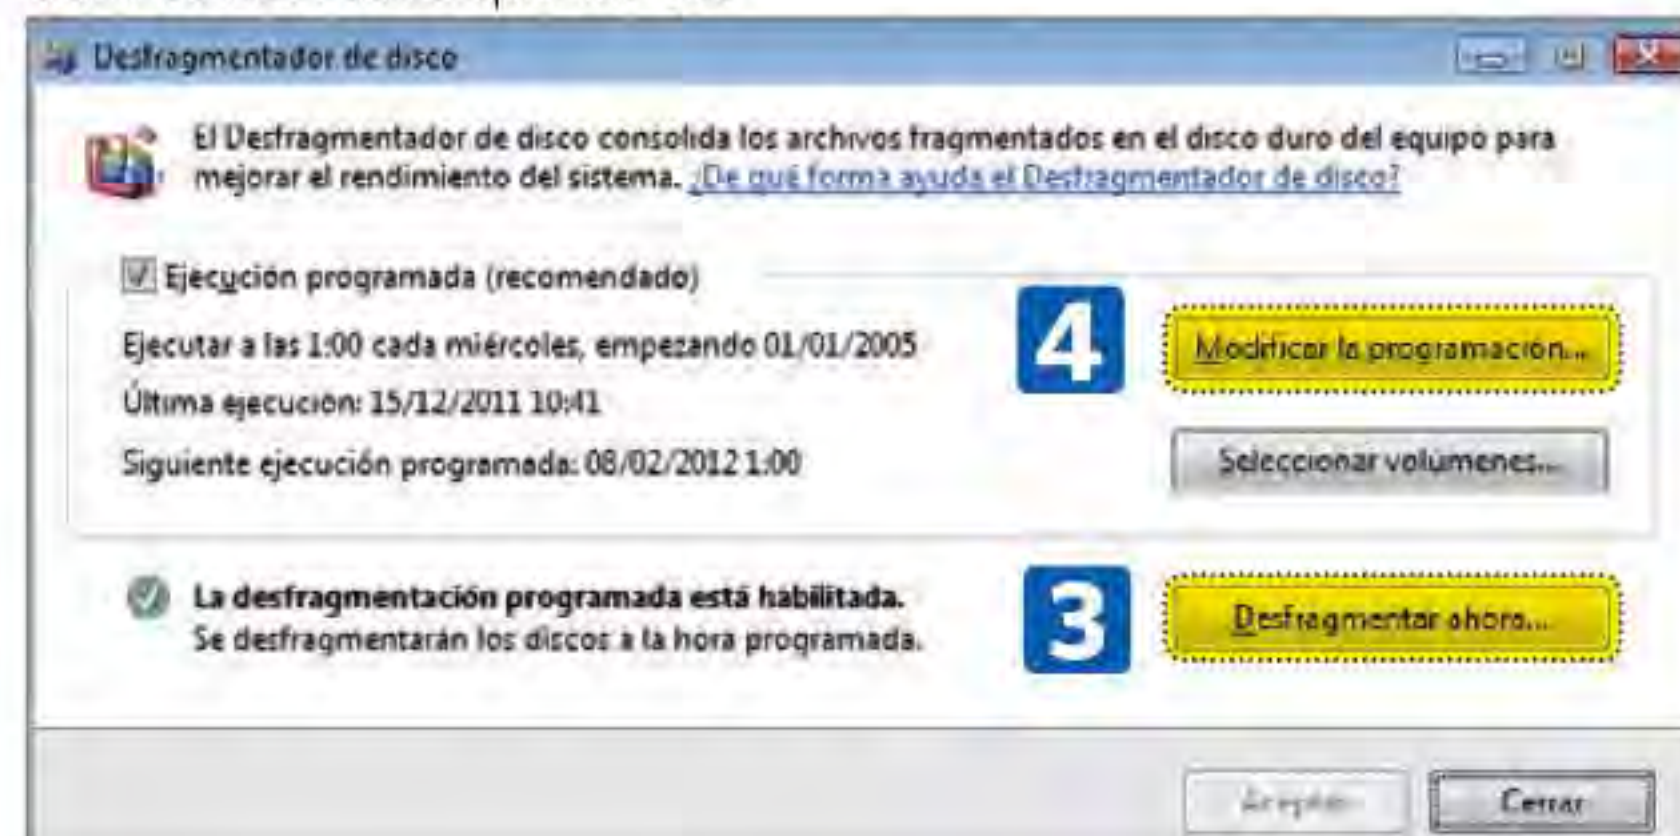 Desfragmentador de disco
El Desfragmentador de disco consolida los archivos fragmentados en el disco duro del equipo para
mejorar el rendimiento del sistema. ¿De qué forma ayuda el Desfragmentador de disco?
Ejecución programada (recomendado)
Ejecutar a las 1:00 cada miércoles, empezando 01/01/2005
4
Modificar la programación...
Última ejecución: 15/12/2011 10:41
Siguiente ejecución programada: 08/02/2012 1:00
Seleccionar volúmenes...
La desfragmentación programada está habilitada.
Se desfragmentarán los discos a la hora programada.
3
Desfragmentar ahora...
Aceptar
Cerrar